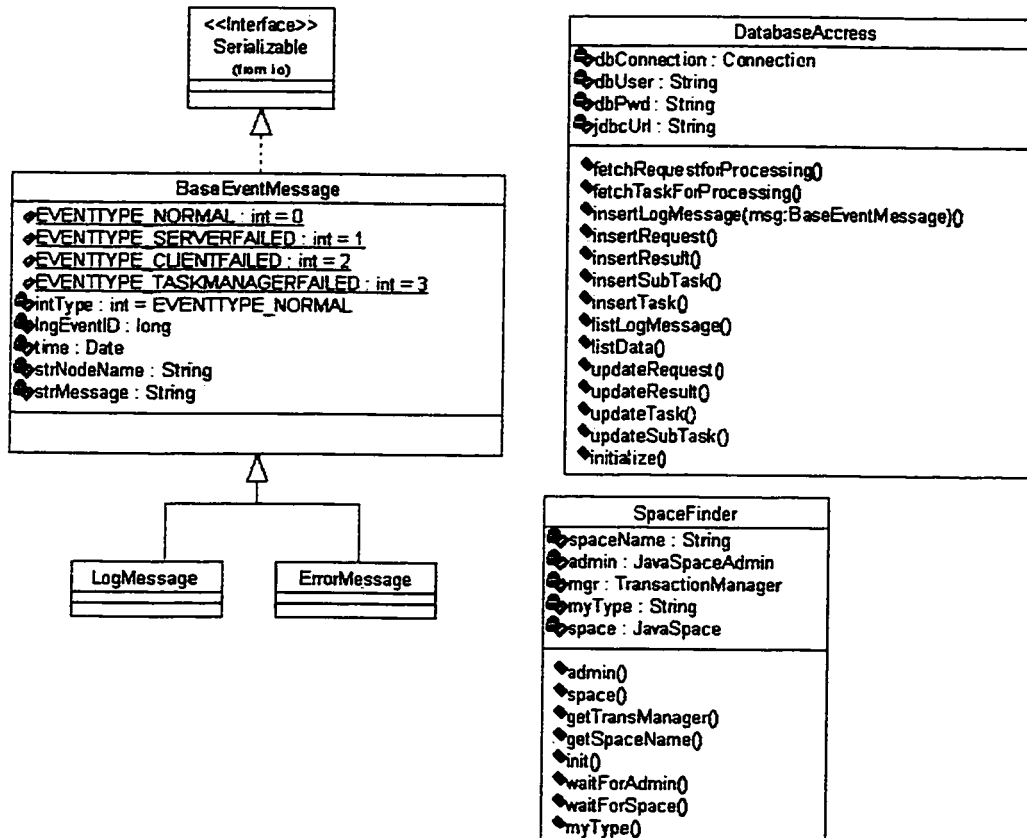 <<Interface>>
Serializable
(from io)
BaseEventMessage
EVENTTYPE_NORMAL : int = 0
EVENTTYPE_SERVERFAILED : int = 1
EVENTTYPE_CLIENTFAILED : int = 2
EVENTTYPE_TASKMANAGERFAILED : int = 3
intType : int = EVENTTYPE_NORMAL
lngEventID : long
time : Date
strNodeName : String
strMessage : String
LogMessage
ErrorMessage
DatabaseAccress
dbConnection : Connection
dbUser : String
dbPwd : String
jdbcUrl : String
fetchRequestforProcessing()
fetchTaskForProcessing()
insertLogMessage(msg:BaseEventMessage)()
insertRequest()
insertResult()
insertSubTask()
insertTask()
listLogMessage()
listData()
updateRequest()
updateResult()
updateTask()
updateSubTask()
initialize()
SpaceFinder
spaceName : String
admin : JavaSpaceAdmin
mgr : TransactionManager
myType : String
space : JavaSpace
admin()
space()
getTransManager()
getSpaceName()
init()
waitForAdmin()
waitForSpace()
myType()